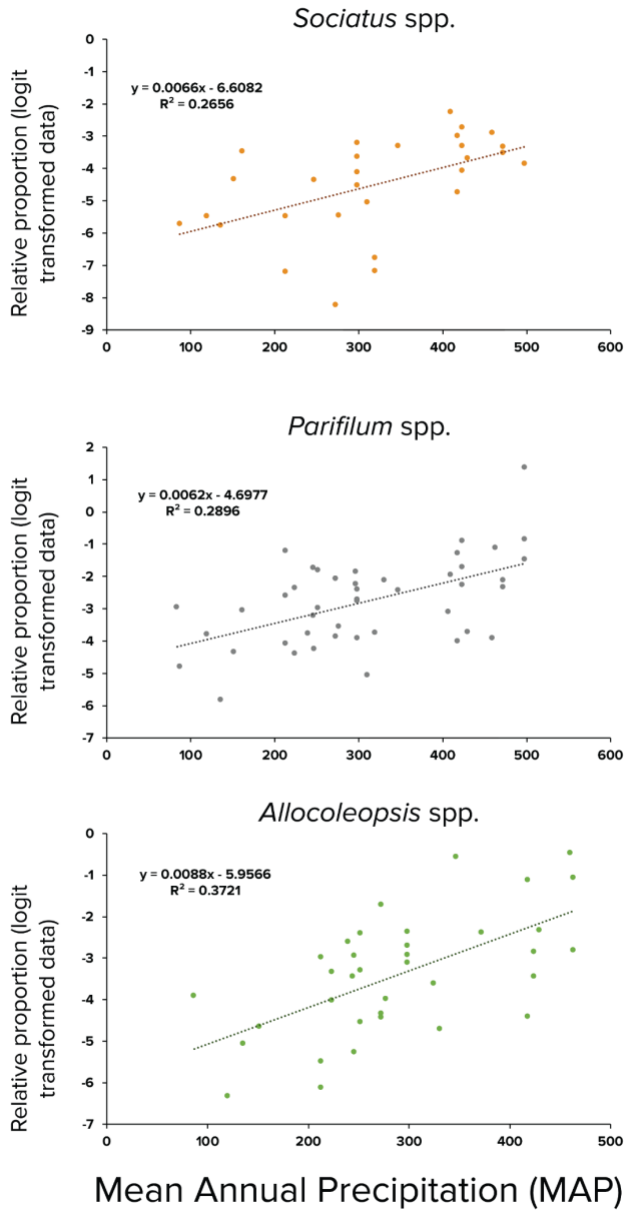 Sociatus spp.
0
-1
-2
-3
-4
-5
-6
-7
-8
-9
Relative proportion (logit
transformed data)
y = 0.0066x - 6.6082
R² = 0.2656
0 100 200 300 400 500 600
Parifilum spp.
2
1
0
-1
-2
-3
-4
-5
-6
-7
Relative proportion (logit
transformed data)
y = 0.0062x - 4.6977
R² = 0.2896
0 100 200 300 400 500 600
Allocoleopsis spp.
0
-1
-2
-3
-4
-5
-6
-7
Relative proportion (logit
transformed data)
y = 0.0088x - 5.9566
R² = 0.3721
0 100 200 300 400 500
Mean Annual Precipitation (MAP)